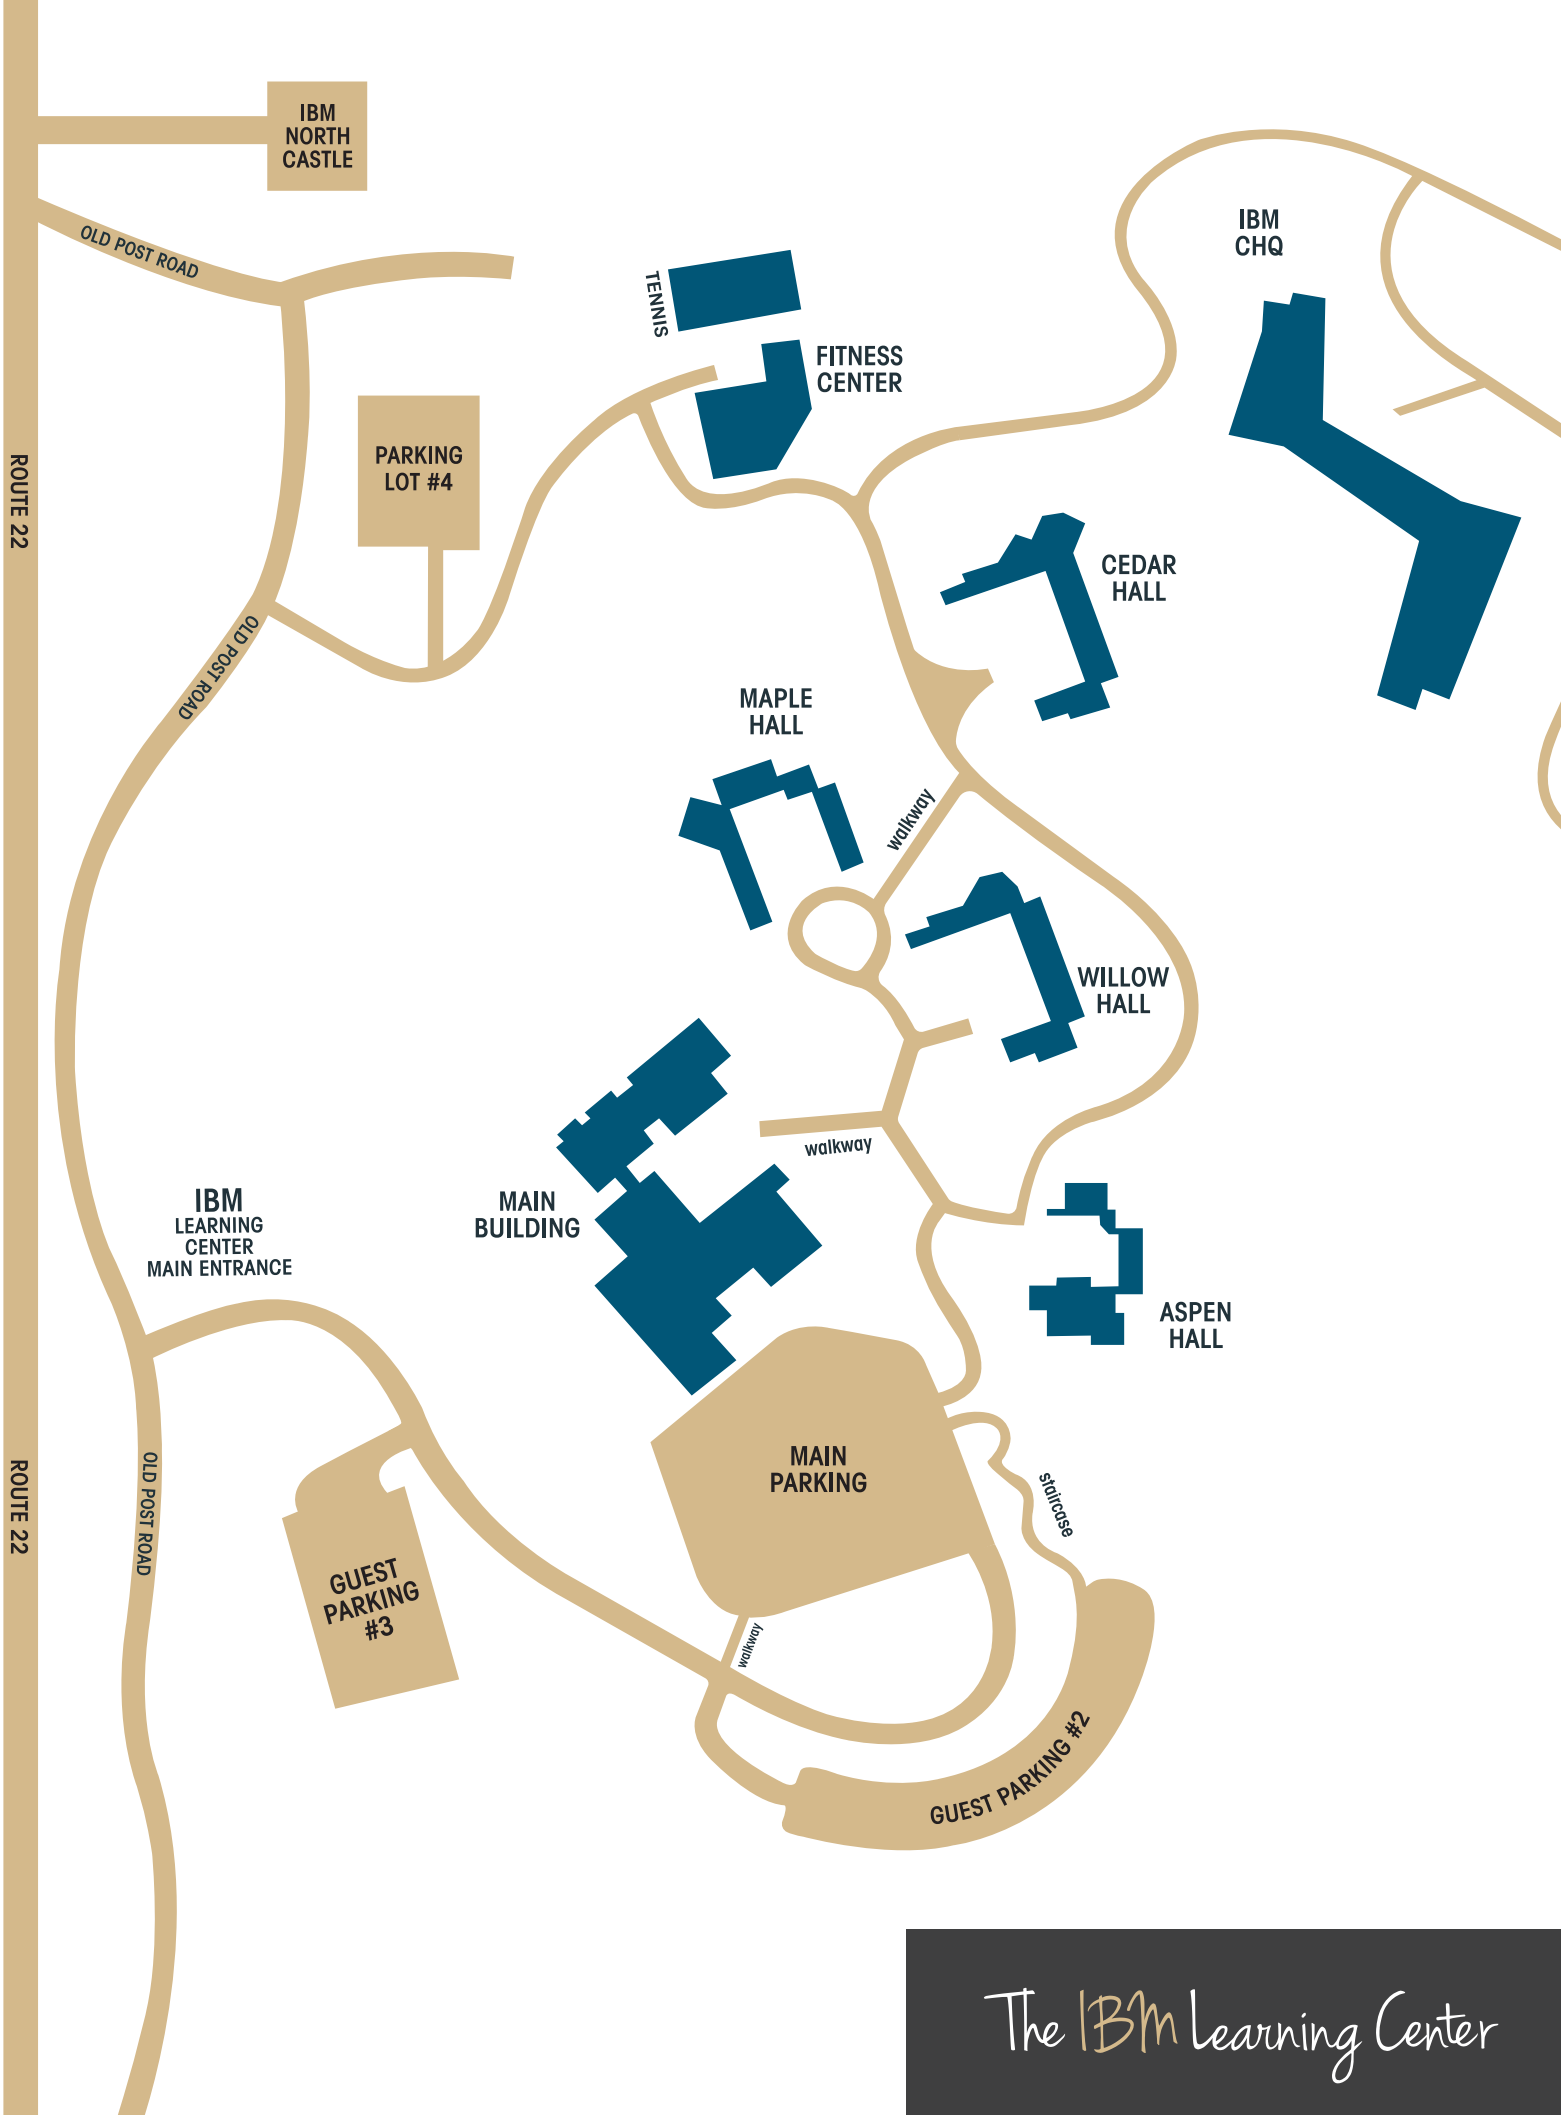 IBM
NORTH
CASTLE
OLD POST ROAD
IBM
CHQ
TENNIS
FITNESS
CENTER
PARKING
LOT #4
ROUTE 22
CEDAR
HALL
OLD POST ROAD
MAPLE
HALL
walkway
WILLOW
HALL
walkway
MAIN
BUILDING
IBM
LEARNING
CENTER
MAIN ENTRANCE
ASPEN
HALL
MAIN
PARKING
staircase
ROUTE 22
OLD POST ROAD
GUEST
PARKING
#3
walkway
GUEST PARKING #2
The IBM Learning Center